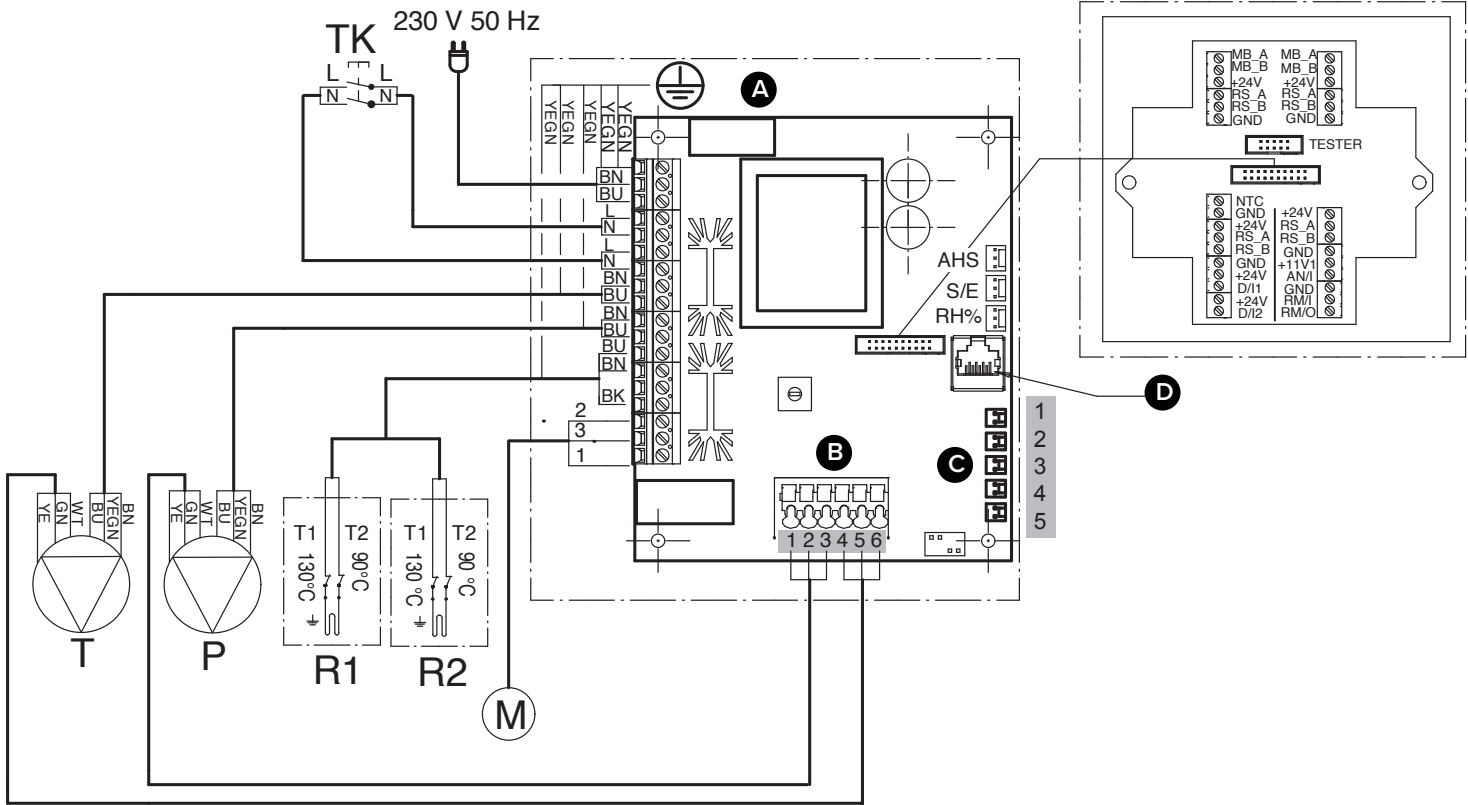 230 V 50 Hz
TK
L L
N N
A
YEGN YEGN YEGN YEGN YEGN
BN
BU
L
N
L
N
BN
BU
BN
BU
BU
BN
BK
2
3
1
AHS
S/E
RH%
D
B
C
1
2
3
4
5
1 2 3 4 5 6
MB_A MB_A
MB_B MB_B
+24V +24V
RS_A RS_A
RS_B RS_B
GND GND
TESTER
NTC
GND
+24V
RS_A
RS_B
GND
+24V
D/I1
+24V
D/I2
+24V
RS_A
RS_B
GND
+11V1
AN/I
GND
RM/I
RM/O
YE GN WT BU YEGN BN
YE GN WT BU YEGN BN
T1 T2
130°C 90°C
T1 T2
130 °C 90 °C
T
P
R1
R2
M